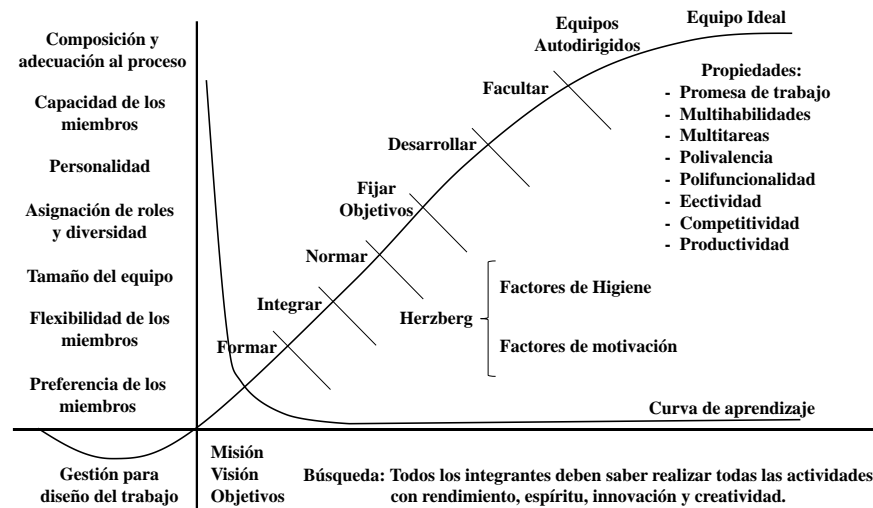 Composición y
adecuación al proceso
Capacidad de los
miembros
Personalidad
Asignación de roles
y diversidad
Tamaño del equipo
Flexibilidad de los
miembros
Preferencia de los
miembros
Gestión para
diseño del trabajo
Misión
Visión
Objetivos
Formar
Integrar
Normar
Fijar
Objetivos
Desarrollar
Facultar
Equipos
Autodirigidos
Equipo Ideal
Propiedades:
- Promesa de trabajo
- Multihabilidades
- Multitareas
- Polivalencia
- Polifuncionalidad
- Eectividad
- Competitividad
- Productividad
Herzberg
Factores de Higiene
Factores de motivación
Curva de aprendizaje
Búsqueda: Todos los integrantes deben saber realizar todas las actividades
con rendimiento, espíritu, innovación y creatividad.